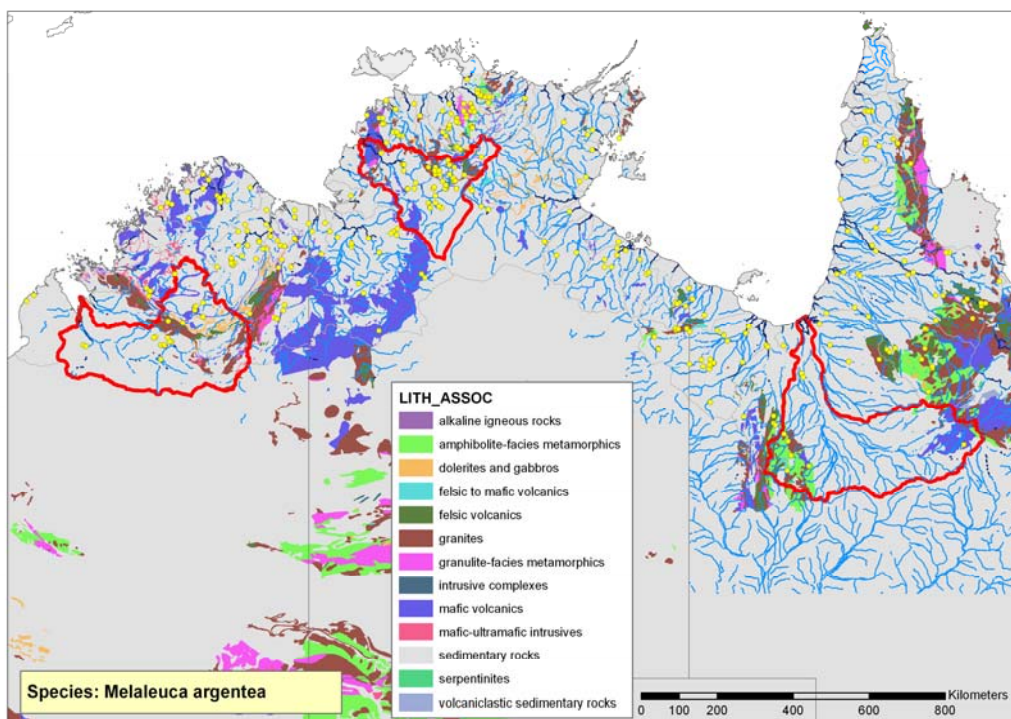 LITH_ASSOC
alkaline igneous rocks
amphibolite-facies metamorphics
dolerites and gabbros
felsic to mafic volcanics
felsic volcanics
granites
granulite-facies metamorphics
intrusive complexes
mafic volcanics
mafic-ultramafic intrusives
sedimentary rocks
serpentinites
volcaniclastic sedimentary rocks
Species: Melaleuca argentea
Kilometers
0 100 200 400 600 800